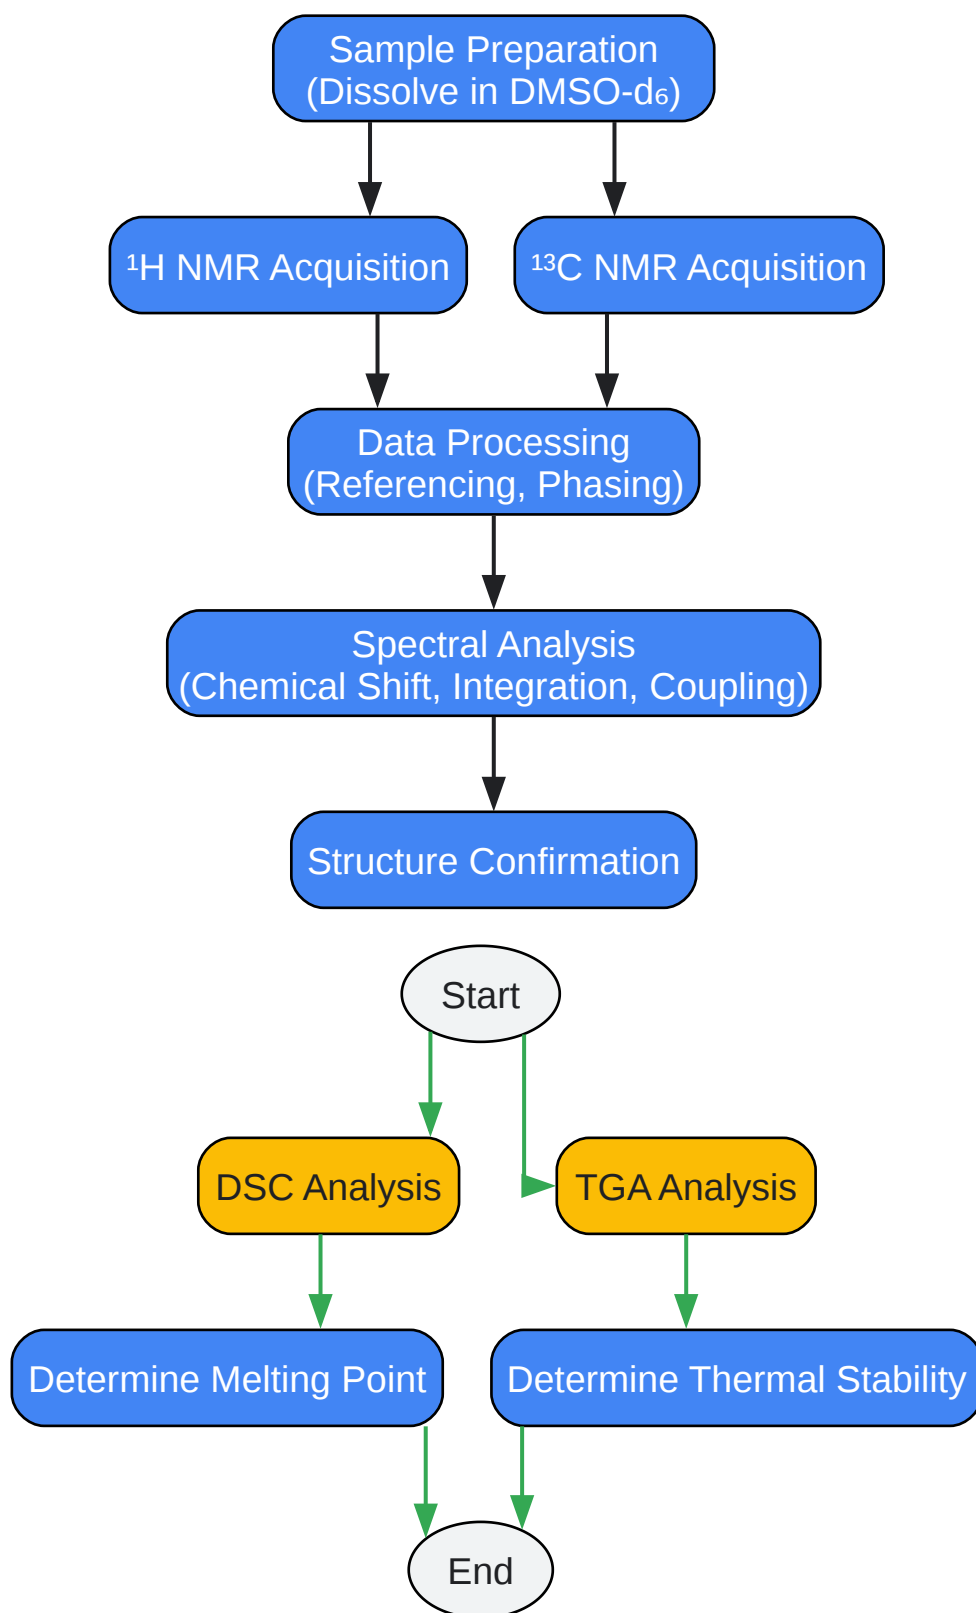 Sample Preparation
(Dissolve in DMSO-d₆)
¹H NMR Acquisition
¹³C NMR Acquisition
Data Processing
(Referencing, Phasing)
Spectral Analysis
(Chemical Shift, Integration, Coupling)
Structure Confirmation
Start
DSC Analysis
TGA Analysis
Determine Melting Point
Determine Thermal Stability
End